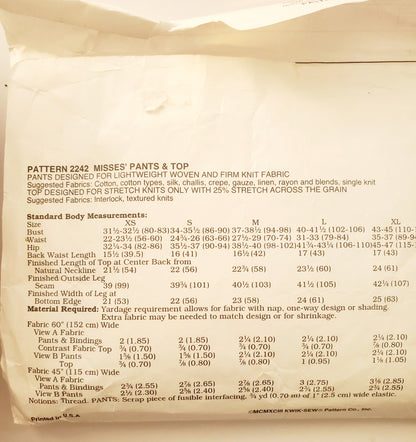 PATTERN 2242 MISSES' PANTS & TOP
PANTS DESIGNED FOR LIGHTWEIGHT WOVEN AND FIRM KNIT FABRIC
Suggested Fabrics: Cotton, cotton types, silk, challis, crepe, gauze, linen, rayon and blends, single knit
TOP DESIGNED FOR STRETCH KNITS ONLY WITH 25% STRETCH ACROSS THE GRAIN
Suggested Fabrics: Interlock, textured knits
Standard Body Measurements:
Size XS S M L XL
Bust 31½-32½ (80-83) 34-35½ (86-90) 37-38½ (94-98) 40-41½ (102-106) 43-45 (110-
Waist 22-23½ (56-60) 24¾-26 (63-66) 27½-29 (70-74) 31-33 (79-84) 35-37 (89-9
Hip 32¼-34 (82-86) 35½-37 (90-94) 38½-40 (98-102) 41¾-43¼ (106-110) 45-47 (115-
Back Waist Length 15½ (39.5) 16 (41) 16½ (42) 17 (43) 17 (43)
Finished Length of Top at Center Back from
Natural Neckline 21½ (54) 22 (56) 22¾ (58) 23½ (60) 24 (61)
Finished Outside Leg
Seam 39 (99) 39¾ (101) 40½ (103) 41½ (105) 42¼ (107)
Finished Width of Leg at
Bottom Edge 21 (53) 22 (56) 23 (58) 24 (61) 25 (63)
Material Required: Yardage requirement allows for fabric with nap, one-way design or shading.
Extra fabric may be needed to match design or for shrinkage.
Fabric 60" (152 cm) Wide
View A Fabric
Pants & Bindings 2 (1.85) 2 (1.85) 2¼ (2.10) 2¼ (2.10) 2¼ (2.10)
Contrast Fabric Top ¾ (0.70) ¾ (0.70) ¾ (0.70) ¾ (0.70) ⅞ (0.80)
View B Pants 1⅝ (1.50) 1⅝ (1.50) 2¼ (2.10) 2¼ (2.10) 2¼ (2.10)
Top ¾ (0.70) ⅞ (0.80) ⅞ (0.80) 1 (0.95) 1⅛ (1.05)
Fabric 45" (115 cm) Wide
View A Fabric
Pants & Bindings 2¾ (2.55) 2⅞ (2.65) 2⅞ (2.65) 3 (2.75) 3⅛ (2.85)
View B Pants 2½ (2.30) 2⅝ (2.40) 2⅝ (2.40) 2¾ (2.55) 2¾ (2.55)
Notions: Thread. PANTS: Scrap piece of fusible interfacing, ¾ yd (0.70 m) of 1" (2.5 cm) wide elastic.
©MCMXCIII KWIK•SEW® Pattern Co., Inc.
Printed in U.S.A